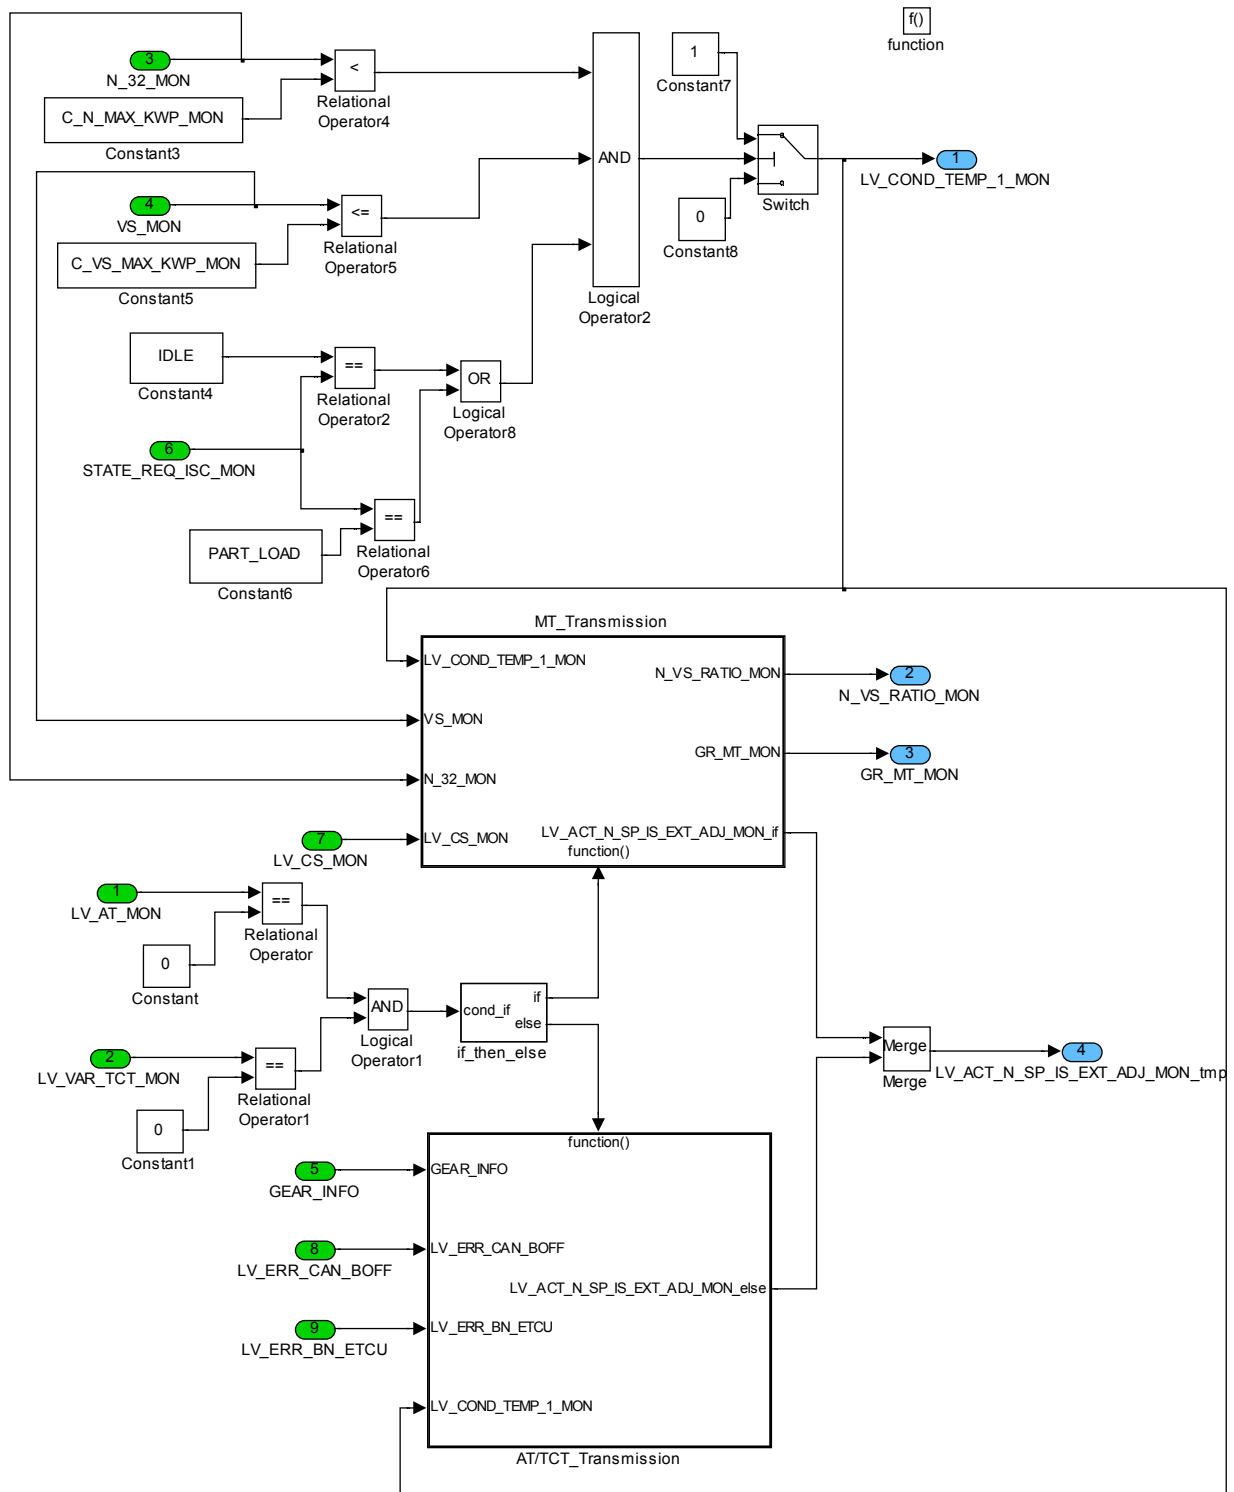 f()
function
3
N_32_MON
<
Relational
Operator4
C_N_MAX_KWP_MON
Constant3
1
Constant7
AND
Logical
Operator2
Switch
1
LV_COND_TEMP_1_MON
4
VS_MON
<=
Relational
Operator5
C_VS_MAX_KWP_MON
Constant5
0
Constant8
IDLE
Constant4
==
Relational
Operator2
OR
Logical
Operator8
6
STATE_REQ_ISC_MON
==
Relational
Operator6
PART_LOAD
Constant6
MT_Transmission
LV_COND_TEMP_1_MON
VS_MON
N_32_MON
LV_CS_MON
N_VS_RATIO_MON
GR_MT_MON
LV_ACT_N_SP_IS_EXT_ADJ_MON_if
function()
2
N_VS_RATIO_MON
3
GR_MT_MON
7
LV_CS_MON
1
LV_AT_MON
==
Relational
Operator
0
Constant
AND
Logical
Operator1
cond_if
if
else
if_then_else
2
LV_VAR_TCT_MON
==
Relational
Operator1
0
Constant1
Merge
Merge
4
LV_ACT_N_SP_IS_EXT_ADJ_MON_tmp
function()
5
GEAR_INFO
GEAR_INFO
8
LV_ERR_CAN_BOFF
LV_ERR_CAN_BOFF
LV_ACT_N_SP_IS_EXT_ADJ_MON_else
9
LV_ERR_BN_ETCU
LV_ERR_BN_ETCU
LV_COND_TEMP_1_MON
AT/TCT_Transmission